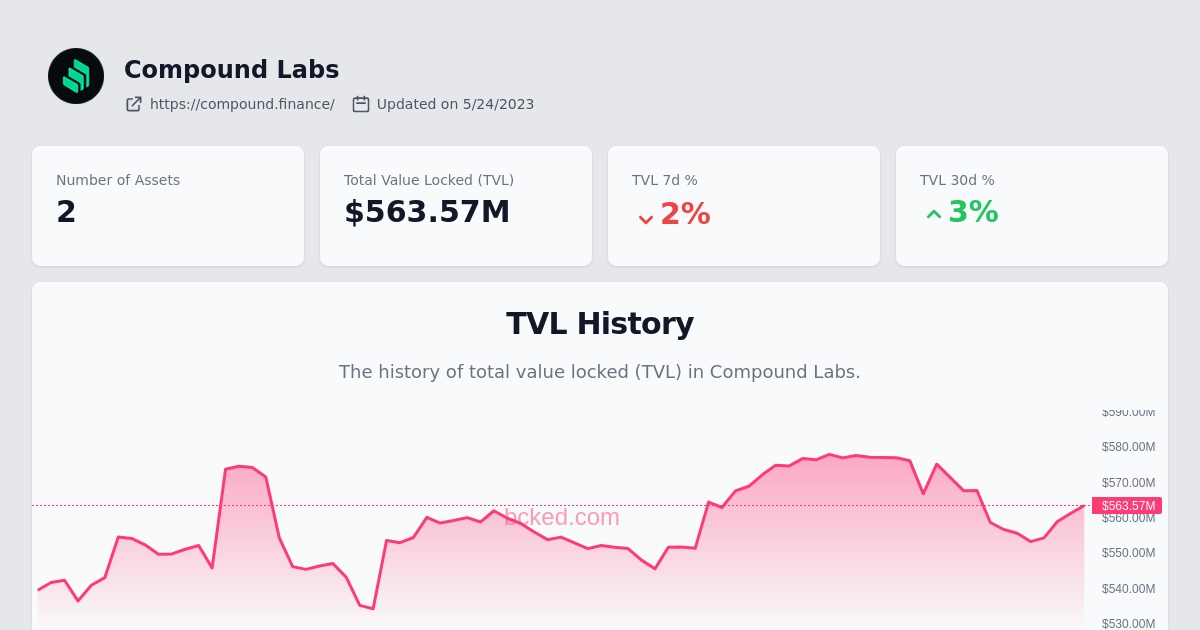 Compound Labs
https://compound.finance/ Updated on 5/24/2023
Number of Assets
2
Total Value Locked (TVL)
$563.57M
TVL 7d %
2%
TVL 30d %
3%
TVL History
The history of total value locked (TVL) in Compound Labs.
$590.00M
$580.00M
$570.00M
$563.57M
$560.00M
$550.00M
$540.00M
$530.00M
bcked.com